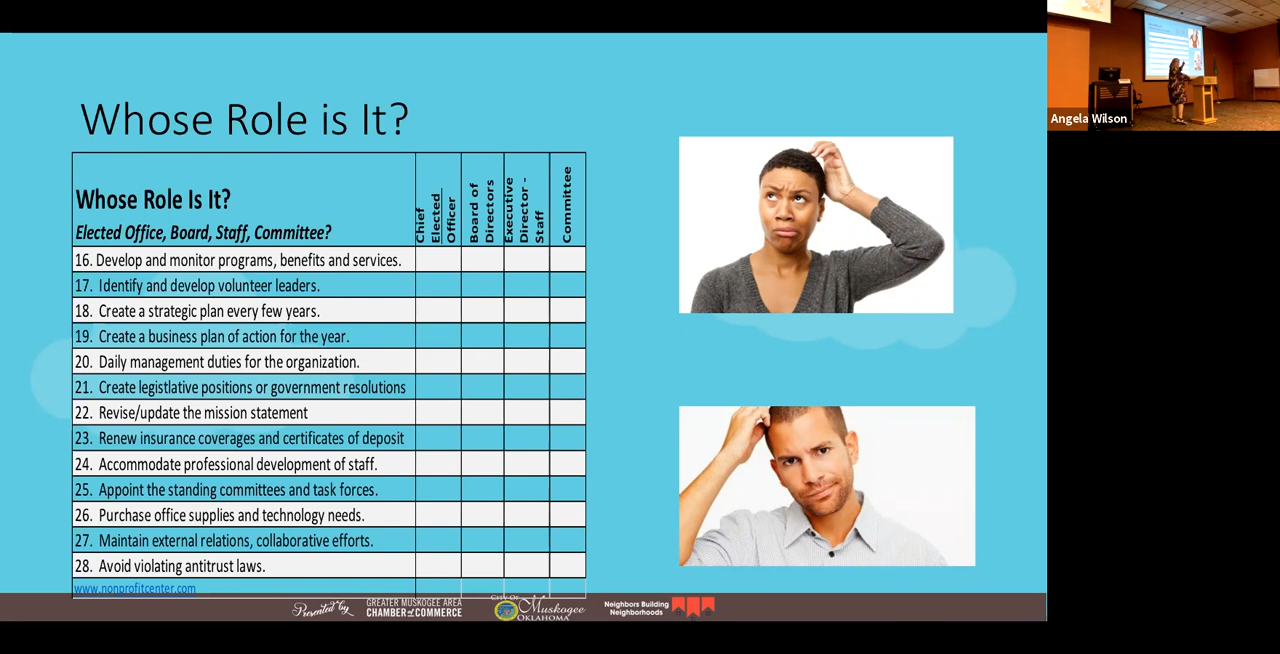 Whose Role is It?
Whose Role Is It?
Elected Office, Board, Staff, Committee?
Chief Elected Officer
Board of Directors
Executive Director - Staff
Committee
16. Develop and monitor programs, benefits and services.
17. Identify and develop volunteer leaders.
18. Create a strategic plan every few years.
19. Create a business plan of action for the year.
20. Daily management duties for the organization.
21. Create legistlative positions or government resolutions
22. Revise/update the mission statement
23. Renew insurance coverages and certificates of deposit
24. Accommodate professional development of staff.
25. Appoint the standing committees and task forces.
26. Purchase office supplies and technology needs.
27. Maintain external relations, collaborative efforts.
28. Avoid violating antitrust laws.
www.nonprofitcenter.com
Presented by
GREATER MUSKOGEE AREA
CHAMBER of COMMERCE
CITY OF
Muskogee
OKLAHOMA
Neighbors Building
Neighborhoods
Angela Wilson